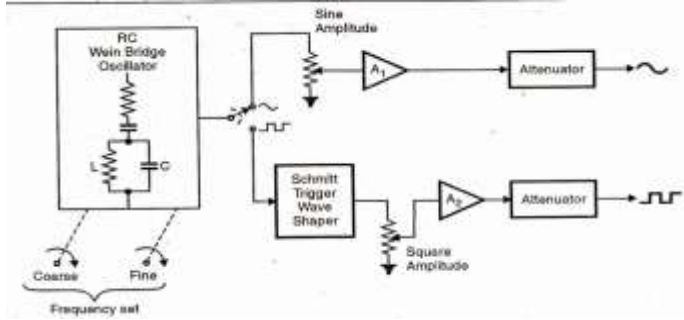 Sine
Amplitude
RC
Wein Bridge
Oscillator
A1
Attenuator
L
C
Schmitt
Trigger
Wave
Shaper
A2
Attenuator
Square
Amplitude
Coarse
Fine
Frequency set